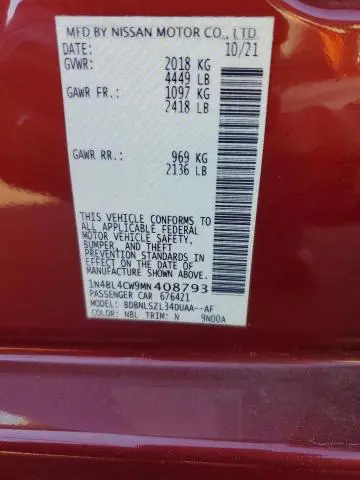 MFD BY NISSAN MOTOR CO., LTD.
DATE: 10/21
GVWR: 2018 KG
4449 LB
GAWR FR.: 1097 KG
2418 LB
GAWR RR.: 969 KG
2136 LB
THIS VEHICLE CONFORMS TO
ALL APPLICABLE FEDERAL
MOTOR VEHICLE SAFETY,
BUMPER, AND THEFT
PREVENTION STANDARDS
IN EFFECT ON THE DATE OF
MANUFACTURE SHOWN ABOVE.
1N4BL4CW9MN408793
PASSENGER CAR 676421
MODEL: BDBNLSZL34DUAA--AF
COLOR: NBL TRIM: N 9N00A